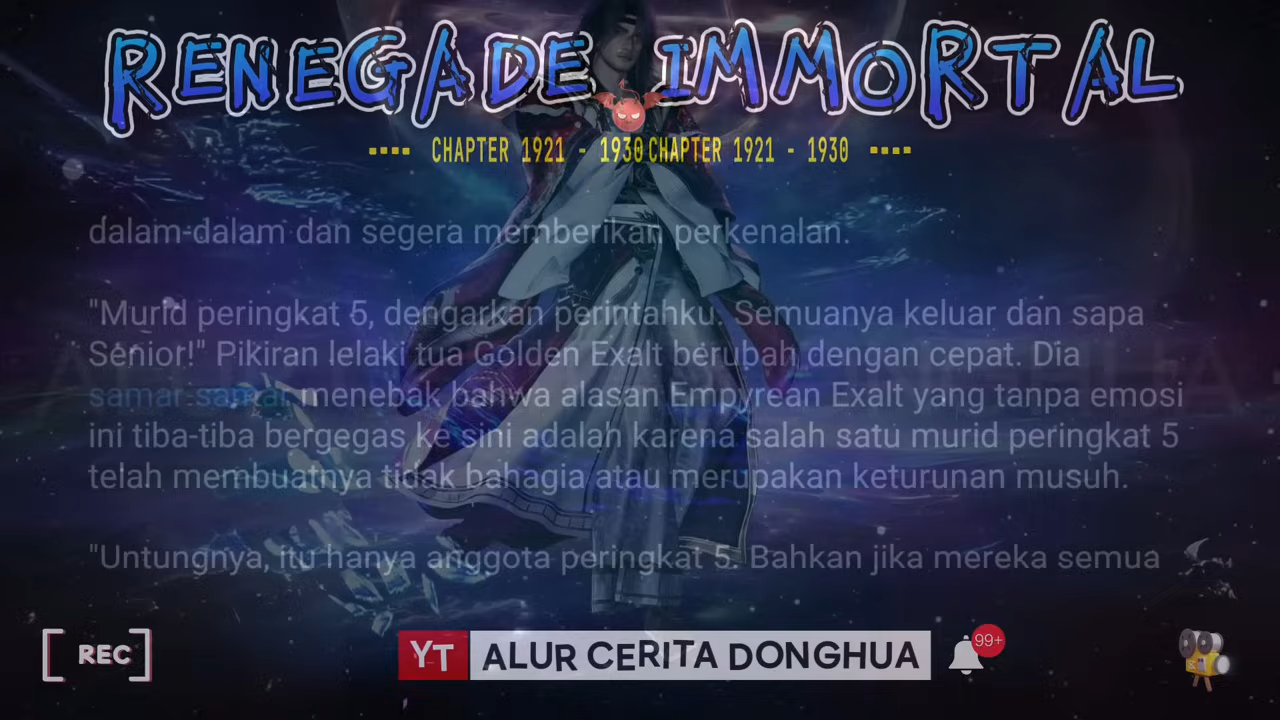 RENEGADE IMMORTAL
CHAPTER 1921 - 1930 CHAPTER 1921 - 1930
dalam-dalam dan segera memberikan perkenalan.
"Murid peringkat 5, dengarkan perintahku. Semuanya keluar dan sapa
Senior!" Pikiran lelaki tua Golden Exalt berubah dengan cepat. Dia
samar-samar menebak bahwa alasan Empyrean Exalt yang tanpa emosi
ini tiba-tiba bergegas ke sini adalah karena salah satu murid peringkat 5
telah membuatnya tidak bahagia atau merupakan keturunan musuh.
"Untungnya, itu hanya anggota peringkat 5. Bahkan jika mereka semua
REC
YT ALUR CERITA DONGHUA
99+